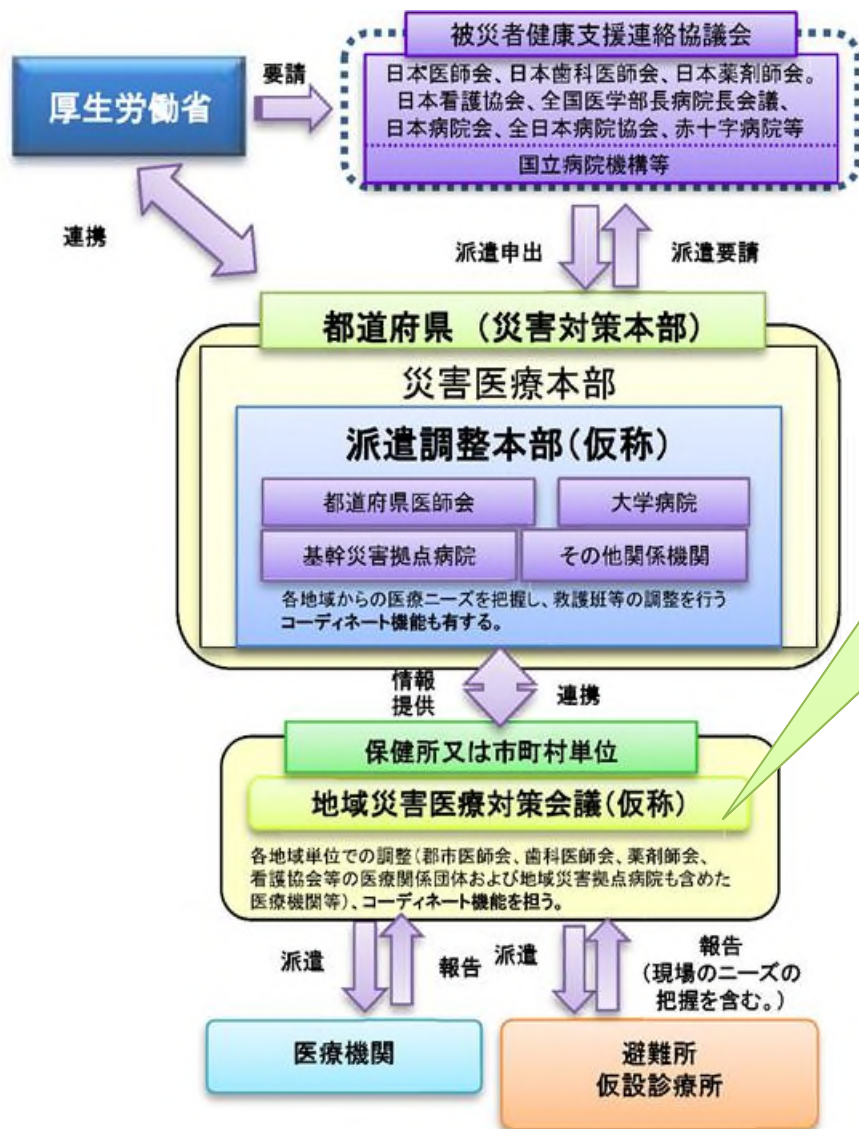 被災者健康支援連絡協議会
日本医師会、日本歯科医師会、日本薬剤師会。
日本看護協会、全国医学部長病院長会議、
日本病院会、全日本病院協会、赤十字病院等
国立病院機構等
厚生労働省
要請
連携
派遣申出
派遣要請
都道府県（災害対策本部）
災害医療本部
派遣調整本部(仮称)
都道府県医師会
大学病院
基幹災害拠点病院
その他関係機関
各地域からの医療ニーズを把握し、救護班等の調整を行う
コーディネート機能も有する。
情報
提供
連携
保健所又は市町村単位
地域災害医療対策会議(仮称)
各地域単位での調整(郡市医師会、歯科医師会、薬剤師会、
看護協会等の医療関係団体および地域災害拠点病院も含めた
医療機関等)、コーディネート機能を担う。
派遣
報告
派遣
報告
(現場のニーズの
把握を含む。)
医療機関
避難所
仮設診療所